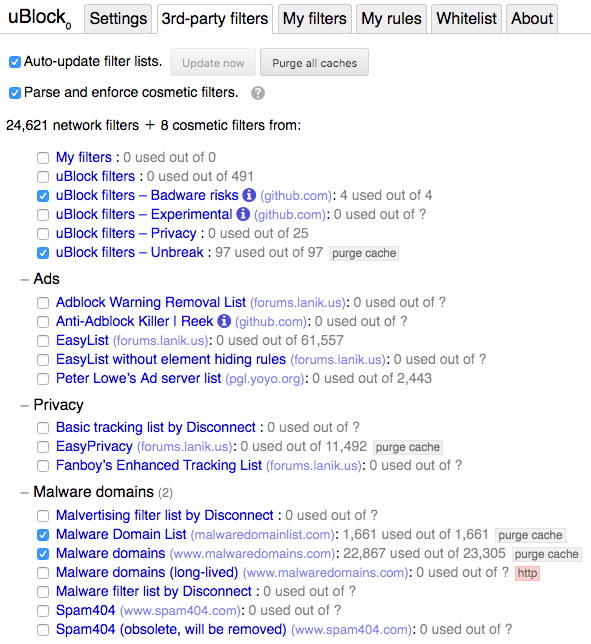 uBlock₀ Settings 3rd-party filters My filters My rules Whitelist About
Auto-update filter lists. Update now Purge all caches
Parse and enforce cosmetic filters. ?
24,621 network filters + 8 cosmetic filters from:
My filters : 0 used out of 0
uBlock filters : 0 used out of 491
uBlock filters – Badware risks i (github.com): 4 used out of 4
uBlock filters – Experimental i (github.com): 0 used out of ?
uBlock filters – Privacy : 0 used out of 25
uBlock filters – Unbreak : 97 used out of 97 purge cache
– Ads
Adblock Warning Removal List (forums.lanik.us): 0 used out of ?
Anti-Adblock Killer | Reek i (github.com): 0 used out of ?
EasyList (forums.lanik.us): 0 used out of 61,557
EasyList without element hiding rules (forums.lanik.us): 0 used out of ?
Peter Lowe's Ad server list (pgl.yoyo.org): 0 used out of 2,443
– Privacy
Basic tracking list by Disconnect : 0 used out of ?
EasyPrivacy (forums.lanik.us): 0 used out of 11,492 purge cache
Fanboy's Enhanced Tracking List (forums.lanik.us): 0 used out of ?
– Malware domains (2)
Malvertising filter list by Disconnect : 0 used out of ?
Malware Domain List (malwaredomainlist.com): 1,661 used out of 1,661 purge cache
Malware domains (www.malwaredomains.com): 22,867 used out of 23,305 purge cache
Malware domains (long-lived) (www.malwaredomains.com): 0 used out of ? http
Malware filter list by Disconnect : 0 used out of ?
Spam404 (www.spam404.com): 0 used out of ?
Spam404 (obsolete, will be removed) (www.spam404.com): 0 used out of ?